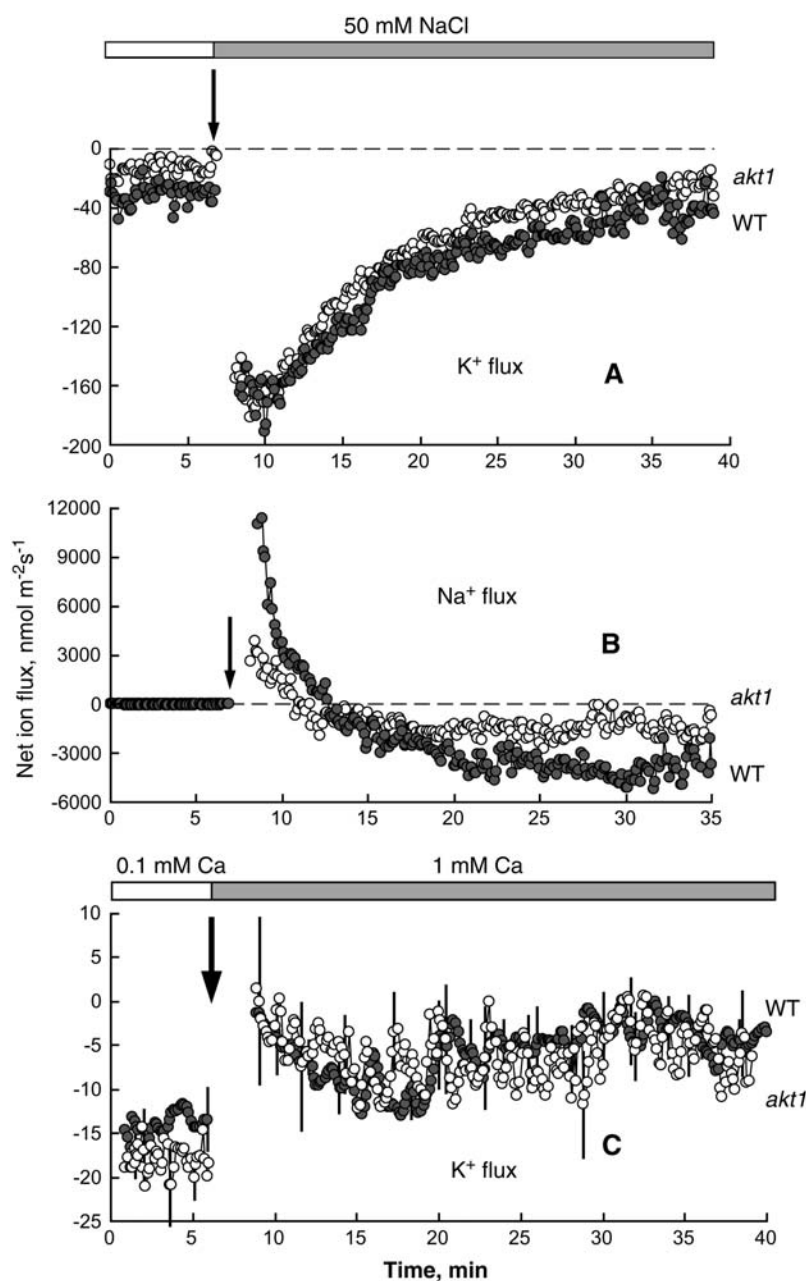 50 mM NaCl
0
-40
-80
-120
-160
-200
akt1
WT
K+ flux
A
0 5 10 15 20 25 30 35 40
Net ion flux, nmol m-2s-1
12000
9000
6000
3000
0
-3000
-6000
Na+ flux
B
akt1
WT
0 5 10 15 20 25 30 35
0.1 mM Ca
1 mM Ca
10
5
0
-5
-10
-15
-20
-25
WT
akt1
C
K+ flux
0 5 10 15 20 25 30 35 40
Time, min